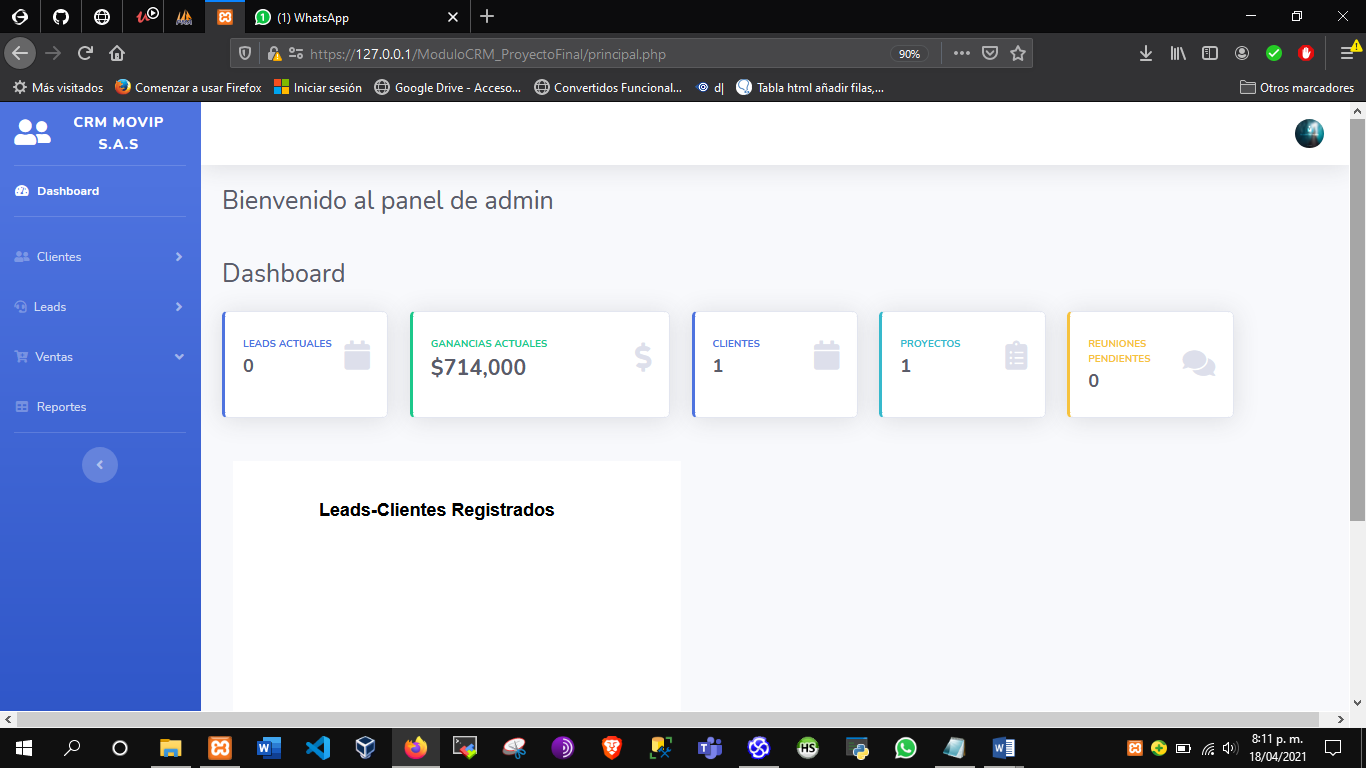 (1) WhatsApp
https://127.0.0.1/ModuloCRM_ProyectoFinal/principal.php
90%
Más visitados
Comenzar a usar Firefox
Iniciar sesión
Google Drive - Acceso...
Convertidos Funcional...
d|
Tabla html añadir filas,...
Otros marcadores
CRM MOVIP
S.A.S
Dashboard
Clientes
Leads
Ventas
Reportes
Bienvenido al panel de admin
Dashboard
LEADS ACTUALES
0
GANANCIAS ACTUALES
$714,000
CLIENTES
1
PROYECTOS
1
REUNIONES
PENDIENTES
0
Leads-Clientes Registrados
8:11 p. m.
18/04/2021